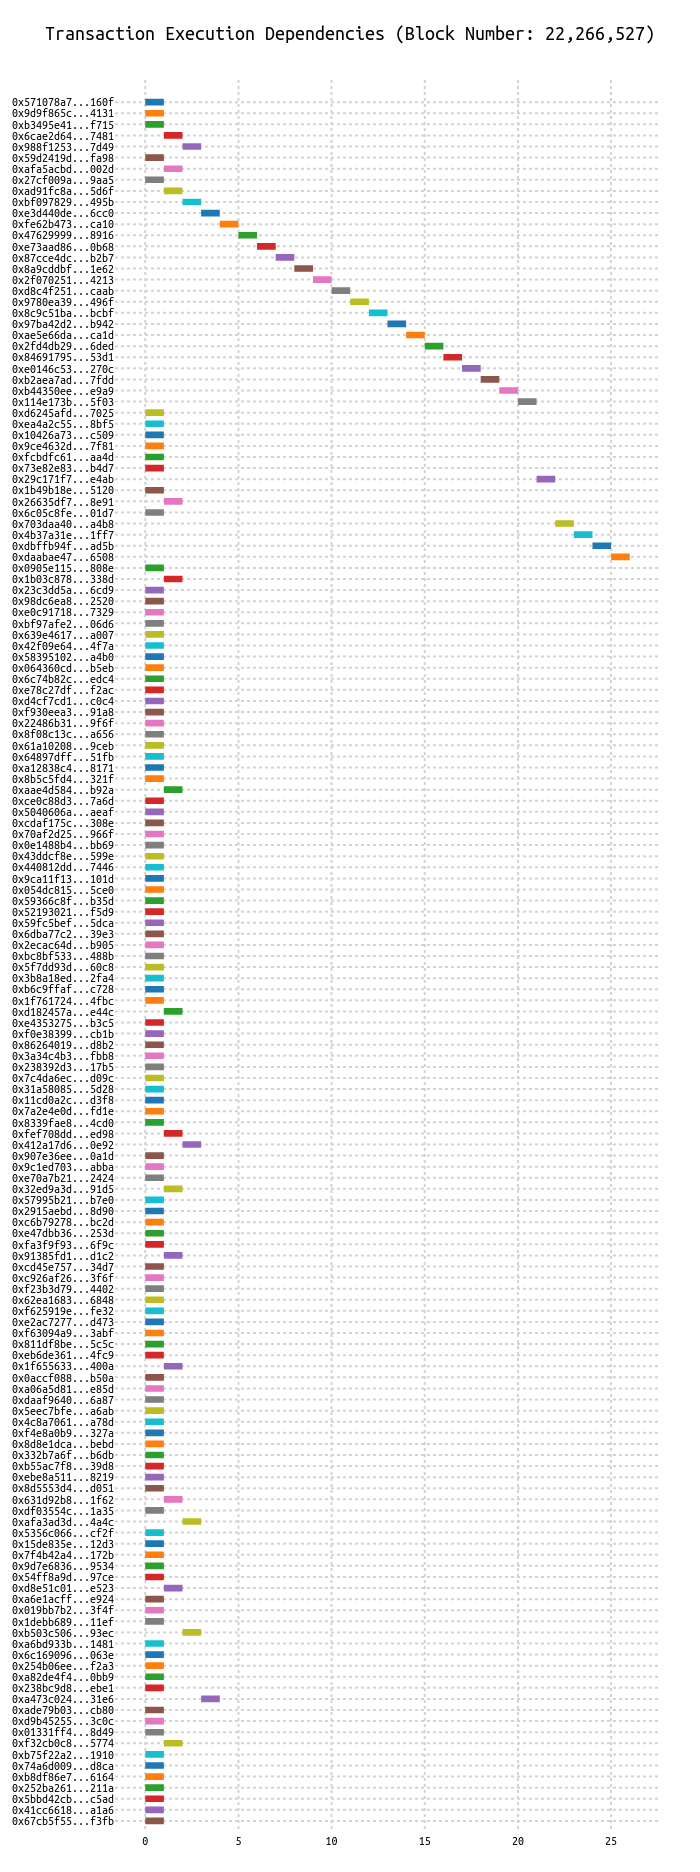 Transaction Execution Dependencies (Block Number: 22,266,527)
0x571078a7...160f
0x9d9f865c...4131
0xb3495e41...f715
0x6cae2d64...7481
0x988f1253...7d49
0x59d2419d...fa98
0xafa5acbd...002d
0x27cf009a...9aa5
0xad91fc8a...5d6f
0xbf097829...495b
0xe3d440de...6cc0
0xfe62b473...ca10
0x47629999...8916
0xe73aad86...0b68
0x87cce4dc...b2b7
0x8a9cddbf...1e62
0x2f070251...4213
0xd8c4f251...caab
0x9780ea39...496f
0x8c9c51ba...bcbf
0x97ba42d2...b942
0xae5e66da...ca1d
0x2fd4db29...6ded
0x84691795...53d1
0xe0146c53...270c
0xb2aea7ad...7fdd
0xb44350ee...e9a9
0x114e173b...5f03
0xd6245afd...7025
0xea4a2c55...8bf5
0x10426a73...c509
0x9ce4632d...7f81
0xfcbdfc61...aa4d
0x73e82e83...b4d7
0x29c171f7...e4ab
0x1b49b18e...5120
0x26635df7...8e91
0x6c05c8fe...01d7
0x703daa40...a4b8
0x4b37a31e...1ff7
0xdbffb94f...ad5b
0xdaabae47...6508
0x0905e115...808e
0x1b03c878...338d
0x23c3dd5a...6cd9
0x98dc6ea8...2520
0xe0c91718...7329
0xbf97afe2...06d6
0x639e4617...a007
0x42f09e64...4f7a
0x58395102...a4b0
0x064360cd...b5eb
0x6c74b82c...edc4
0xe78c27df...f2ac
0xd4cf7cd1...c0c4
0xf930eea3...91a8
0x22486b31...9f6f
0x8f08c13c...a656
0x61a10208...9ceb
0x64897dff...51fb
0xa12838c4...8171
0x8b5c5fd4...321f
0xaae4d584...b92a
0xce0c88d3...7a6d
0x5040606a...aeaf
0xcdaf175c...308e
0x70af2d25...966f
0x0e1488b4...bb69
0x43ddcf8e...599e
0x440812dd...7446
0x9ca11f13...101d
0x054dc815...5ce0
0x59366c8f...b35d
0x52193021...f5d9
0x59fc5bef...5dca
0x6dba77c2...39e3
0x2ecac64d...b905
0xbc8bf533...488b
0x5f7dd93d...60c8
0x3b8a18ed...2fa4
0xb6c9ffaf...c728
0x1f761724...4fbc
0xd182457a...e44c
0xe4353275...b3c5
0xf0e38399...cb1b
0x86264019...d8b2
0x3a34c4b3...fbb8
0x238392d3...17b5
0x7c4da6ec...d09c
0x31a58085...5d28
0x11cd0a2c...d3f8
0x7a2e4e0d...fd1e
0x8339fae8...4cd0
0xfef708dd...ed98
0x412a17d6...0e92
0x907e36ee...0a1d
0x9c1ed703...abba
0xe70a7b21...2424
0x32ed9a3d...91d5
0x57995b21...b7e0
0x2915aebd...8d90
0xc6b79278...bc2d
0xe47dbb36...253d
0xfa3f9f93...6f9c
0x91385fd1...d1c2
0xcd45e757...34d7
0xc926af26...3f6f
0xf23b3d79...4402
0x62ea1683...6848
0xf625919e...fe32
0xe2ac7277...d473
0xf63094a9...3abf
0x811df8be...5c5c
0xeb6de361...4fc9
0x1f655633...400a
0x0accf088...b50a
0xa06a5d81...e85d
0xdaaf9640...6a87
0x5eec7bfe...a6ab
0x4c8a7061...a78d
0xf4e8a0b9...327a
0x8d8e1dca...bebd
0x332b7a6f...b6db
0xb55ac7f8...39d8
0xebe8a511...8219
0x8d5553d4...d051
0x631d92b8...1f62
0xdf03554c...1a35
0xafa3ad3d...4a4c
0x5356c066...cf2f
0x15de835e...12d3
0x7f4b42a4...172b
0x9d7e6836...9534
0x54ff8a9d...97ce
0xd8e51c01...e523
0xa6e1acff...e924
0x019bb7b2...3f4f
0x1debb689...11ef
0xb503c506...93ec
0xa6bd933b...1481
0x6c169096...063e
0x254b06ee...f2a3
0xa82de4f4...0bb9
0x238bc9d8...ebe1
0xa473c024...31e6
0xade79b03...cb80
0xd9b45255...3c0c
0x01331ff4...8d49
0xf32cb0c8...5774
0xb75f22a2...1910
0x74a6d009...d8ca
0xb8df86e7...6164
0x252ba261...211a
0x5bbd42cb...c5ad
0x41cc6618...a1a6
0x67cb5f55...f3fb
0 5 10 15 20 25